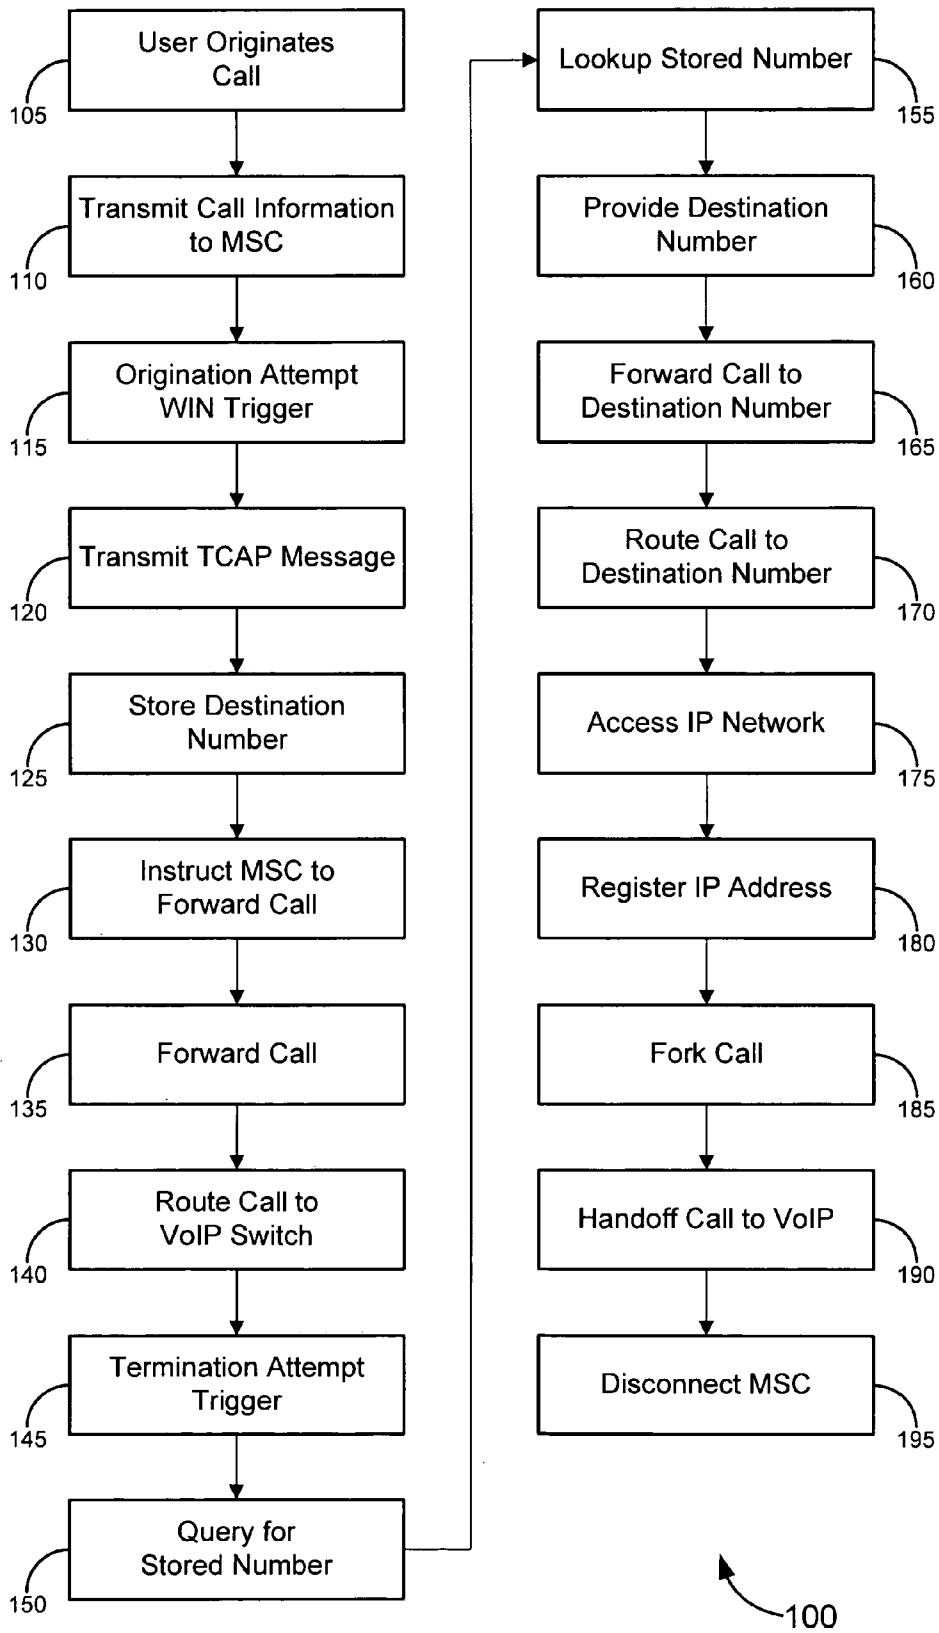 User Originates
Call
105
Transmit Call Information
to MSC
110
Origination Attempt
WIN Trigger
115
Transmit TCAP Message
120
Store Destination
Number
125
Instruct MSC to
Forward Call
130
Forward Call
135
Route Call to
VoIP Switch
140
Termination Attempt
Trigger
145
Query for
Stored Number
150
Lookup Stored Number
155
Provide Destination
Number
160
Forward Call to
Destination Number
165
Route Call to
Destination Number
170
Access IP Network
175
Register IP Address
180
Fork Call
185
Handoff Call to VoIP
190
Disconnect MSC
195
100